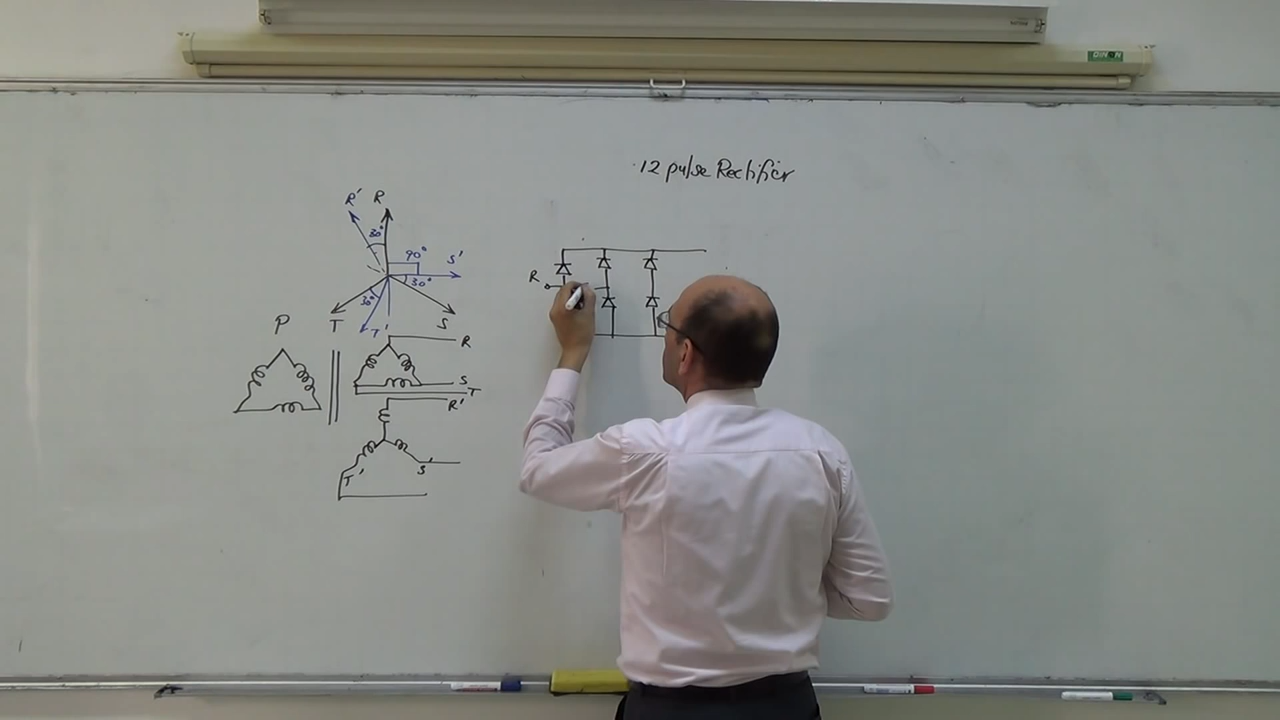 12 pulse Rectifier
R' R
30°
90° S'
30°
30°
T T' S
R
P
R
S
T
R'
S'
T'